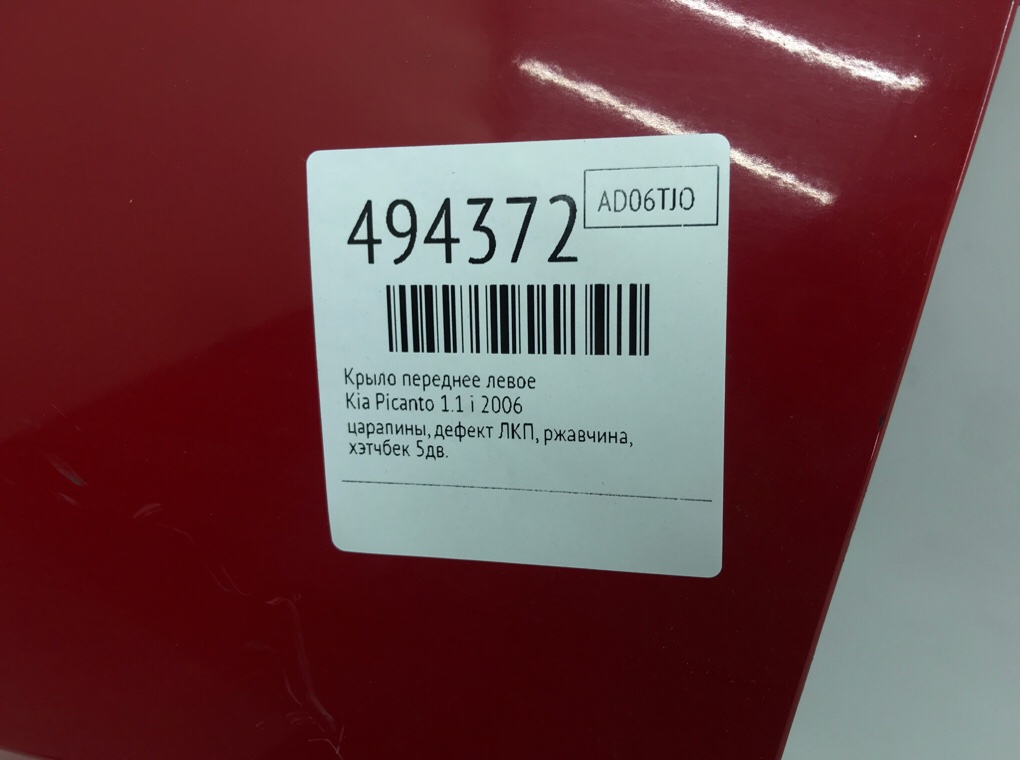 494372
AD06TJO
Крыло переднее левое
Kia Picanto 1.1 i 2006
царапины, дефект ЛКП, ржавчина,
хэтчбек 5дв.